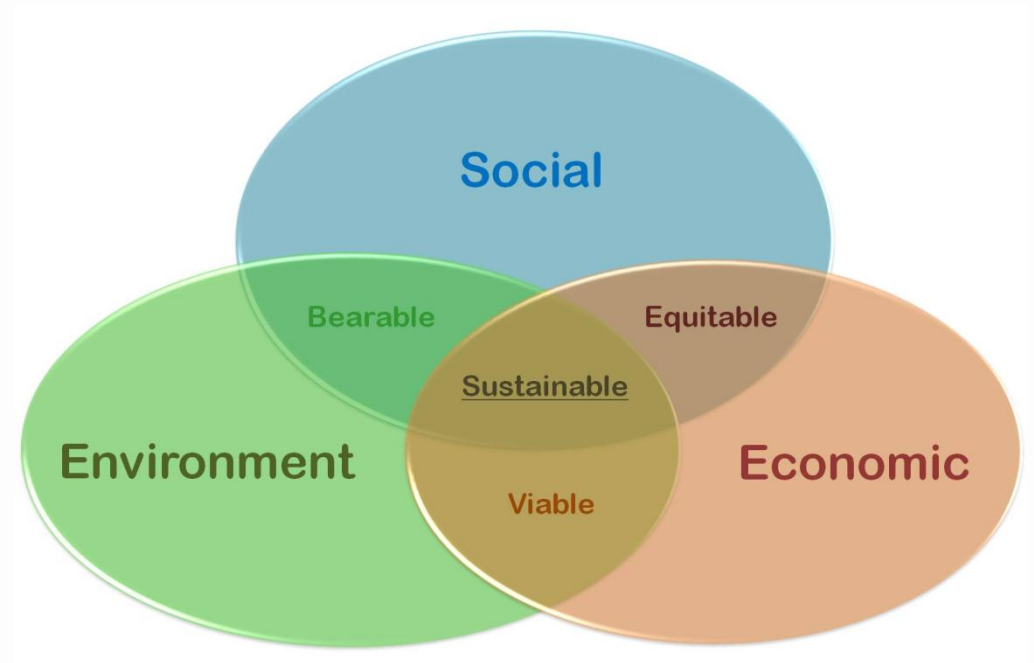 Social
Bearable
Equitable
Sustainable
Environment
Economic
Viable